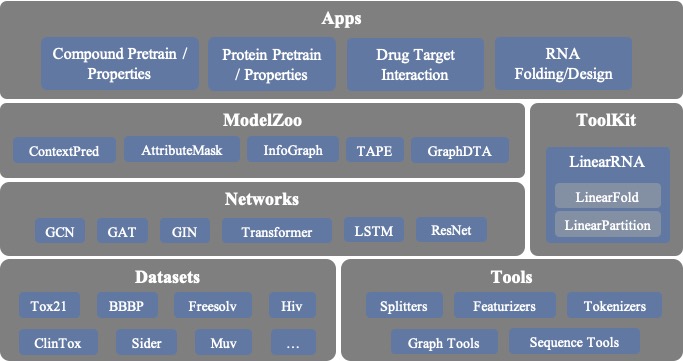 Apps
Compound Pretrain /
Properties
Protein Pretrain
/ Properties
Drug Target
Interaction
RNA
Folding/Design
ModelZoo
ContextPred
AttributeMask
InfoGraph
TAPE
GraphDTA
ToolKit
LinearRNA
LinearFold
LinearPartition
Networks
GCN
GAT
GIN
Transformer
LSTM
ResNet
Datasets
Tox21
BBBP
Freesolv
Hiv
ClinTox
Sider
Muv
…
Tools
Splitters
Featurizers
Tokenizers
Graph Tools
Sequence Tools